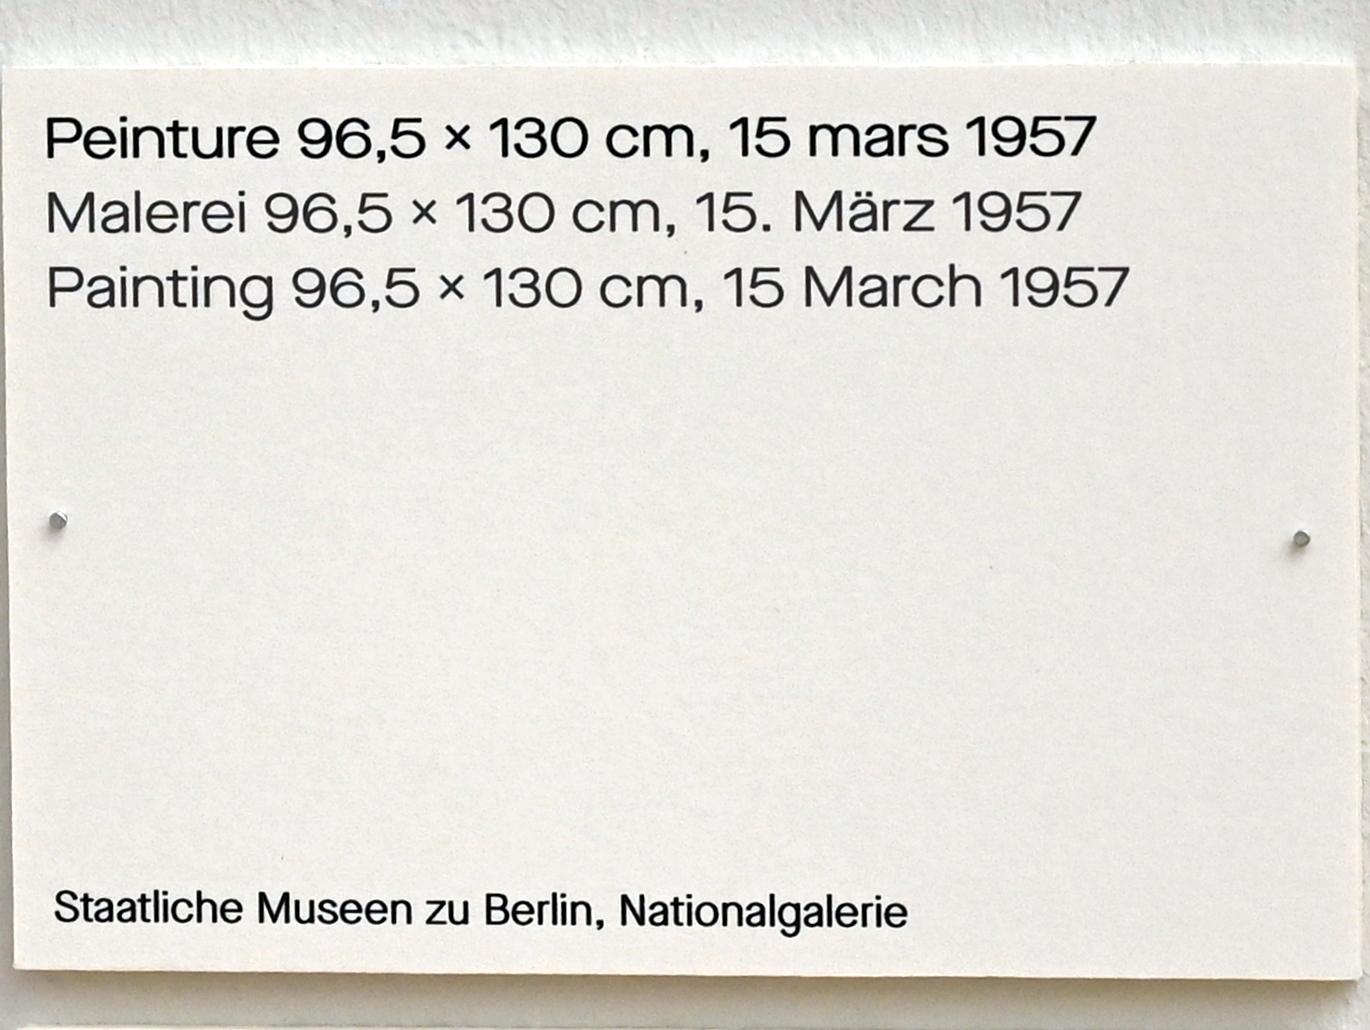 Peinture 96,5 × 130 cm, 15 mars 1957
Malerei 96,5 × 130 cm, 15. März 1957
Painting 96,5 × 130 cm, 15 March 1957
Staatliche Museen zu Berlin, Nationalgalerie